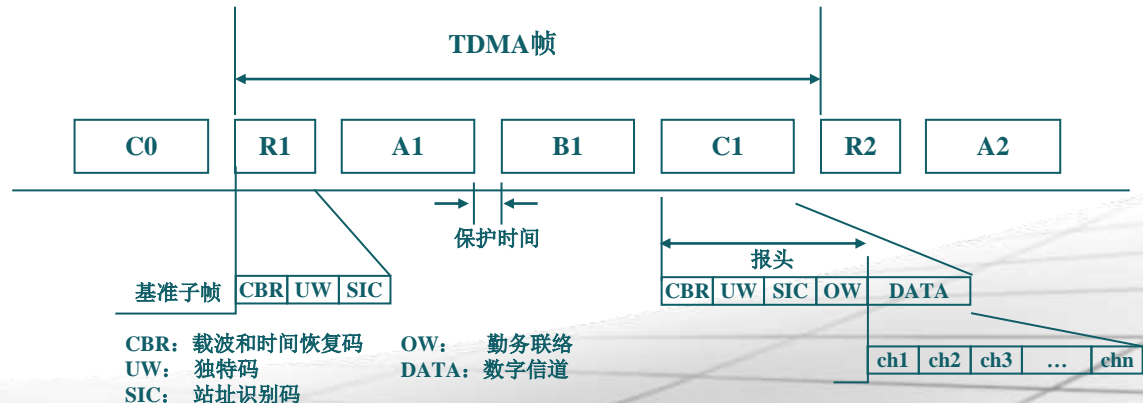 TDMA帧
C0 R1 A1 B1 C1 R2 A2
保护时间
报头
基准子帧 CBR UW SIC
CBR UW SIC OW DATA
CBR：载波和时间恢复码 OW： 勤务联络
UW： 独特码 DATA：数字信道
SIC： 站址识别码
ch1 ch2 ch3 … chn